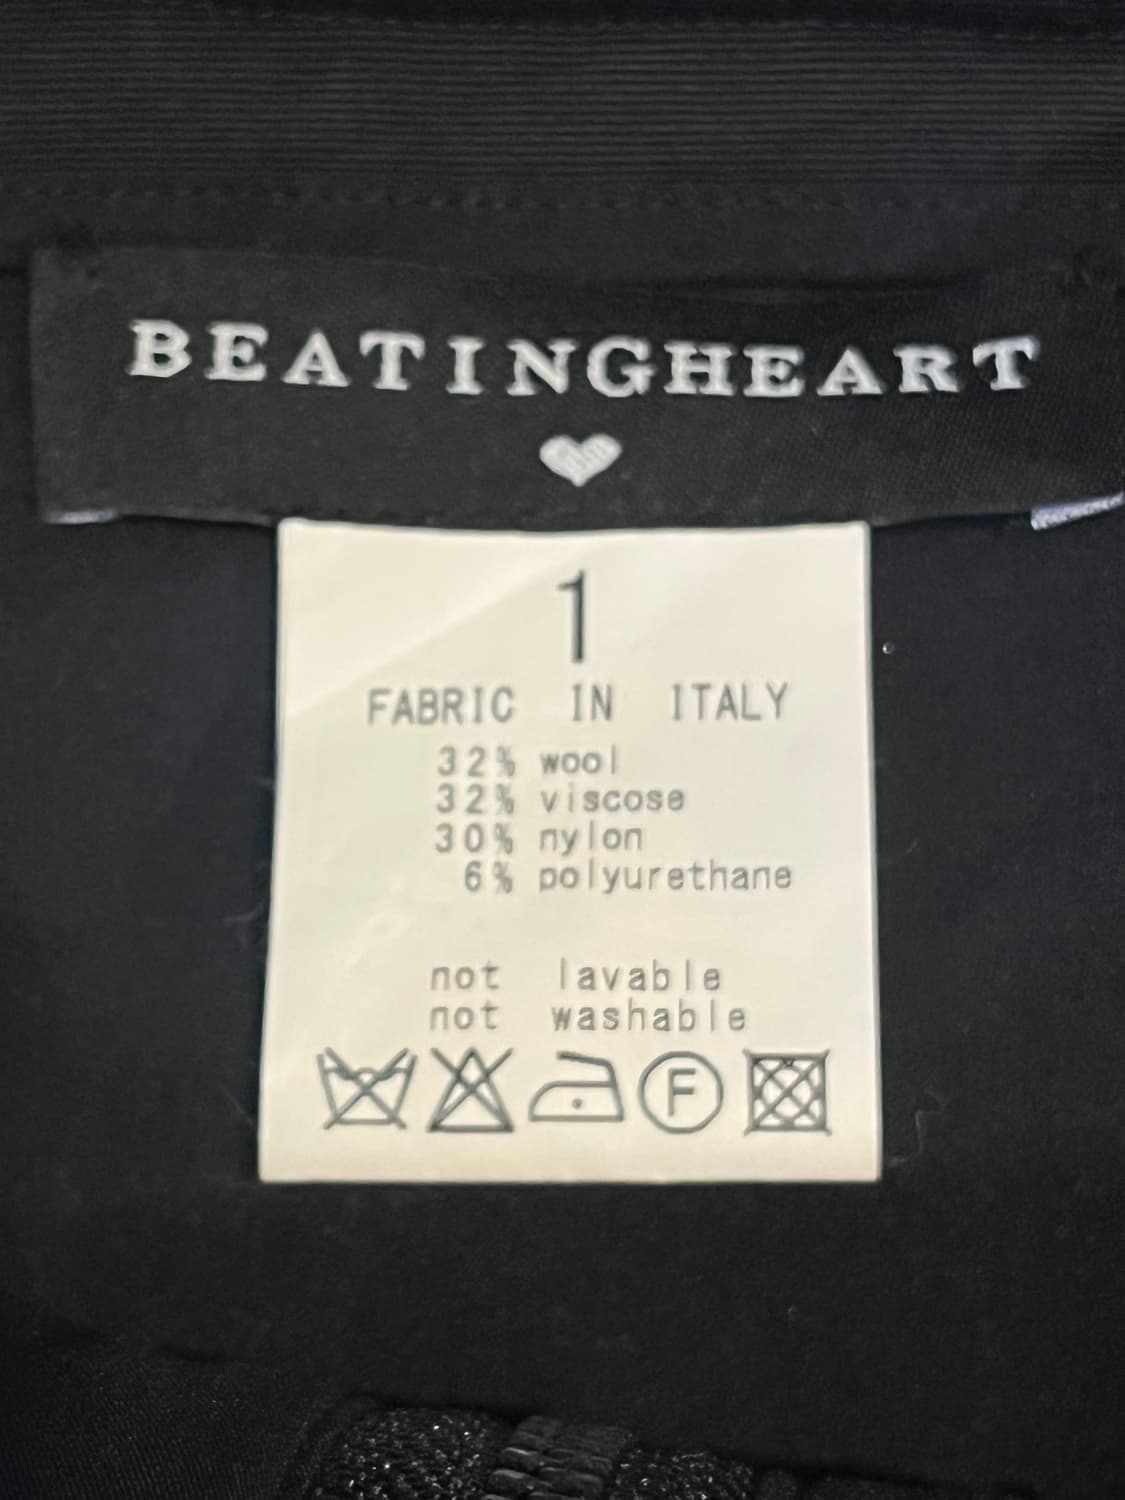 BEATINGHEART
1
FABRIC IN ITALY
32% wool
32% viscose
30% nylon
6% polyurethane
not lavable
not washable
F